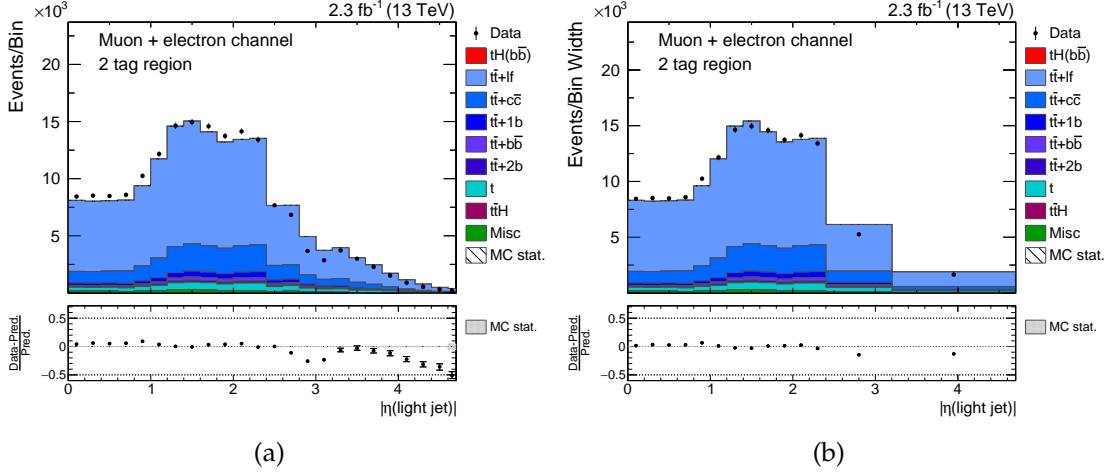 ×10³
2.3 fb⁻¹ (13 TeV)
Events/Bin
Muon + electron channel
2 tag region
20
15
10
5
Data
tH(bb̄)
tt̄+lf
tt̄+cc̄
tt̄+1b
tt̄+bb̄
tt̄+2b
t
tt̄H
Misc
MC stat.
Data-Pred.
Pred.
0.5
0
−0.5
MC stat.
0 1 2 3 4
|η(light jet)|
(a)
×10³
2.3 fb⁻¹ (13 TeV)
Events/Bin Width
Muon + electron channel
2 tag region
20
15
10
5
Data
tH(bb̄)
tt̄+lf
tt̄+cc̄
tt̄+1b
tt̄+bb̄
tt̄+2b
t
tt̄H
Misc
MC stat.
Data-Pred.
Pred.
0.5
0
−0.5
MC stat.
0 1 2 3 4
|η(light jet)|
(b)